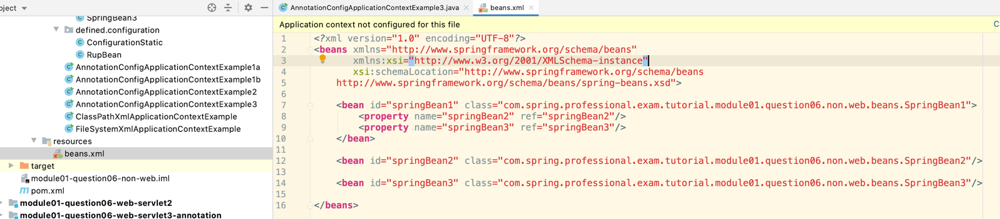 oject
SpringBean3
defined.configuration
ConfigurationStatic
RupBean
AnnotationConfigApplicationContextExample1a
AnnotationConfigApplicationContextExample1b
AnnotationConfigApplicationContextExample2
AnnotationConfigApplicationContextExample3
ClassPathXmlApplicationContextExample
FileSystemXmlApplicationContextExample
resources
beans.xml
target
module01-question06-non-web.iml
pom.xml
module01-question06-web-servlet2
module01-question06-web-servlet3-annotation
AnnotationConfigApplicationContextExample3.java beans.xml
Application context not configured for this file C
1 <?xml version="1.0" encoding="UTF-8"?>
2 <beans xmlns="http://www.springframework.org/schema/beans"
3 xmlns:xsi="http://www.w3.org/2001/XMLSchema-instance"
4 xsi:schemaLocation="http://www.springframework.org/schema/beans
5 http://www.springframework.org/schema/beans/spring-beans.xsd">
6
7 <bean id="springBean1" class="com.spring.professional.exam.tutorial.module01.question06.non.web.beans.SpringBean1">
8 <property name="springBean2" ref="springBean2"/>
9 <property name="springBean3" ref="springBean3"/>
10 </bean>
11
12 <bean id="springBean2" class="com.spring.professional.exam.tutorial.module01.question06.non.web.beans.SpringBean2"/>
13
14 <bean id="springBean3" class="com.spring.professional.exam.tutorial.module01.question06.non.web.beans.SpringBean3"/>
15
16 </beans>